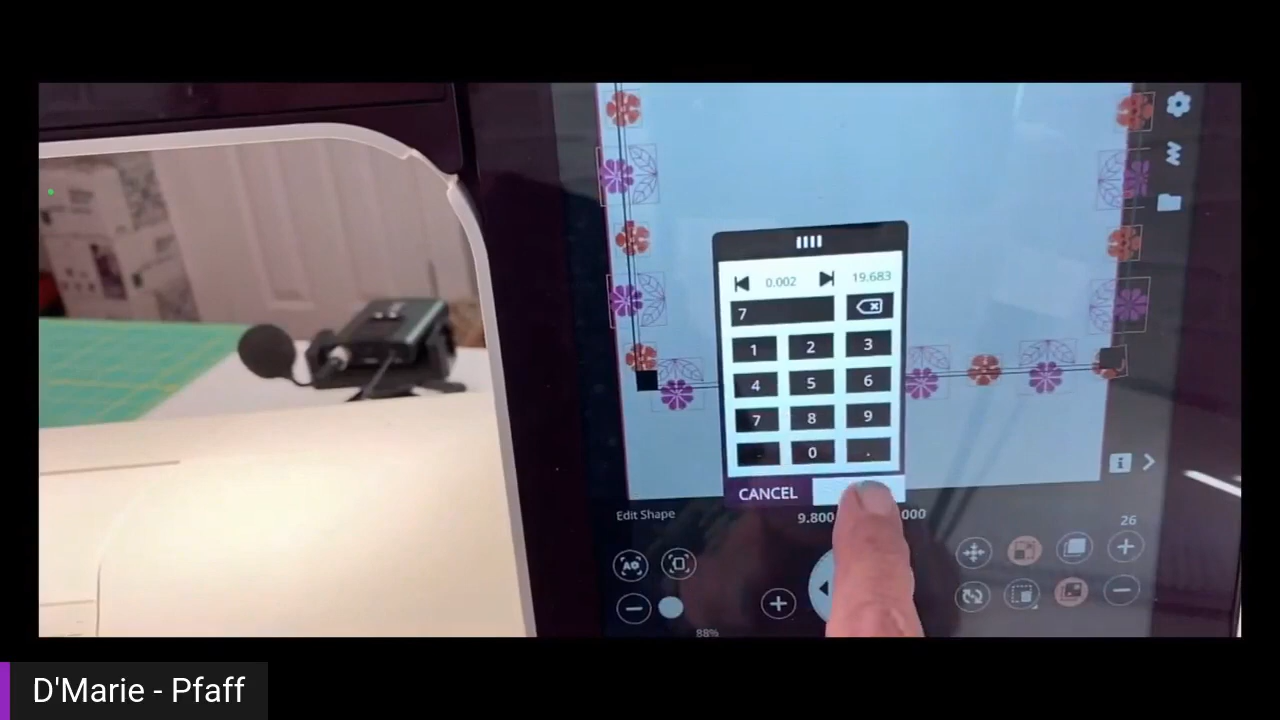 0.002 19.683
7
1 2 3
4 5 6
7 8 9
0 .
CANCEL
Edit Shape
9.800
000
26
88%
D'Marie - Pfaff